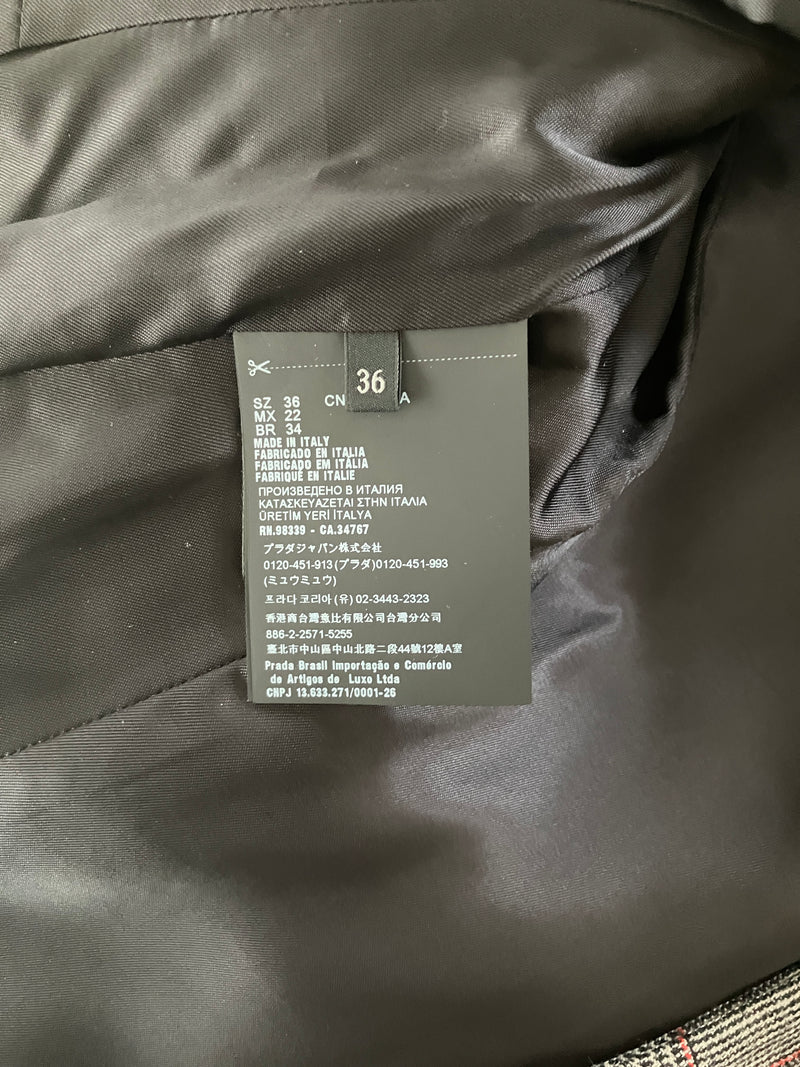 36
SZ 36 CN A
MX 22
BR 34
MADE IN ITALY
FABRICADO EN ITALIA
FABRICADO EM ITÁLIA
FABRIQUÉ EN ITALIE
ПРОИЗВЕДЕНО В ИТАЛИЯ
ΚΑΤΑΣΚΕΥΑΖΕΤΑΙ ΣΤΗΝ ΙΤΑΛΙΑ
ÜRETİM YERİ İTALYA
RN.98339 - CA.34767
プラダジャパン株式会社
0120-451-913(プラダ)0120-451-993
(ミュウミュウ)
프라다 코리아 (유) 02-3443-2323
香港商台灣蠢比有限公司台灣分公司
886-2-2571-5255
臺北市中山區中山北路二段44號12樓A室
Prada Brasil Importação e Comércio
de Artigos de Luxo Ltda
CNPJ 13.633.271/0001-26